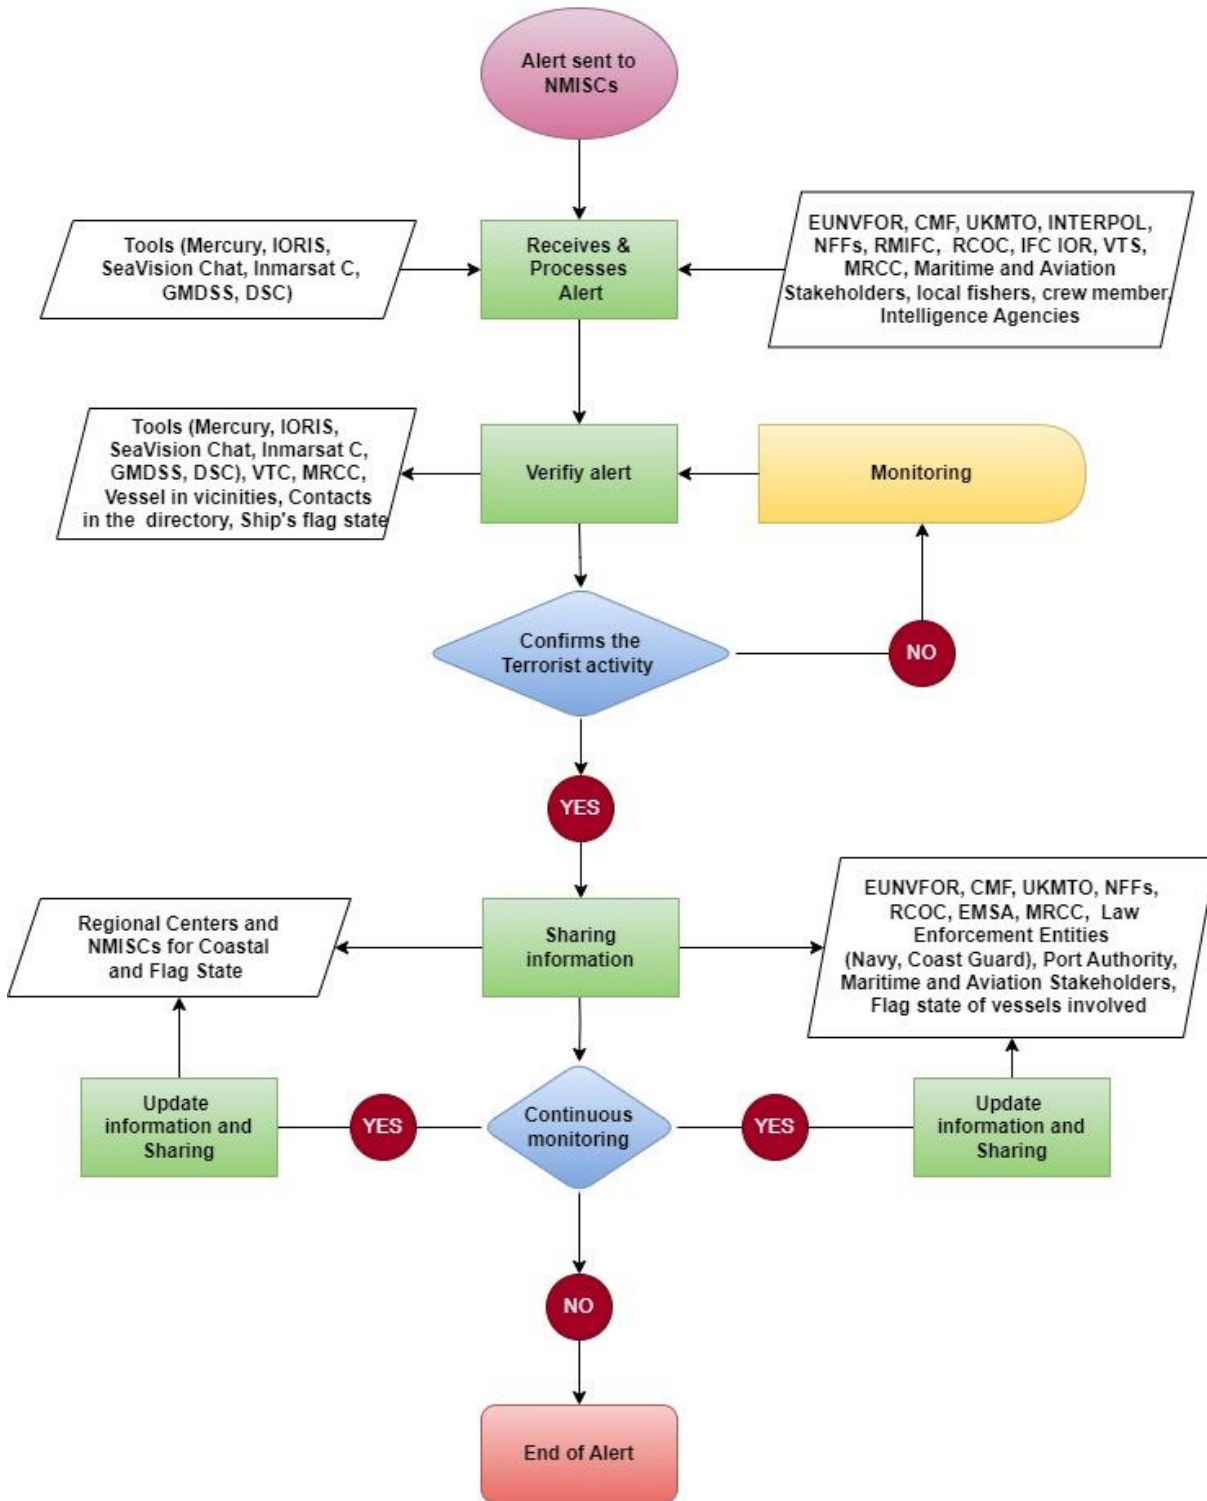 Alert sent to
NMISCs
Tools (Mercury, IORIS,
SeaVision Chat, Inmarsat C,
GMDSS, DSC)
Receives &
Processes
Alert
EUNVFOR, CMF, UKMTO, INTERPOL,
NFFs, RMIFC, RCOC, IFC IOR, VTS,
MRCC, Maritime and Aviation
Stakeholders, local fishers, crew member,
Intelligence Agencies
Tools (Mercury, IORIS,
SeaVision Chat, Inmarsat C,
GMDSS, DSC), VTC, MRCC,
Vessel in vicinities, Contacts
in the directory, Ship's flag state
Verifiy alert
Monitoring
Confirms the
Terrorist activity
NO
YES
Regional Centers and
NMISCs for Coastal
and Flag State
Sharing
information
EUNVFOR, CMF, UKMTO, NFFs,
RCOC, EMSA, MRCC, Law
Enforcement Entities
(Navy, Coast Guard), Port Authority,
Maritime and Aviation Stakeholders,
Flag state of vessels involved
Update
information and
Sharing
YES
Continuous
monitoring
YES
Update
information and
Sharing
NO
End of Alert